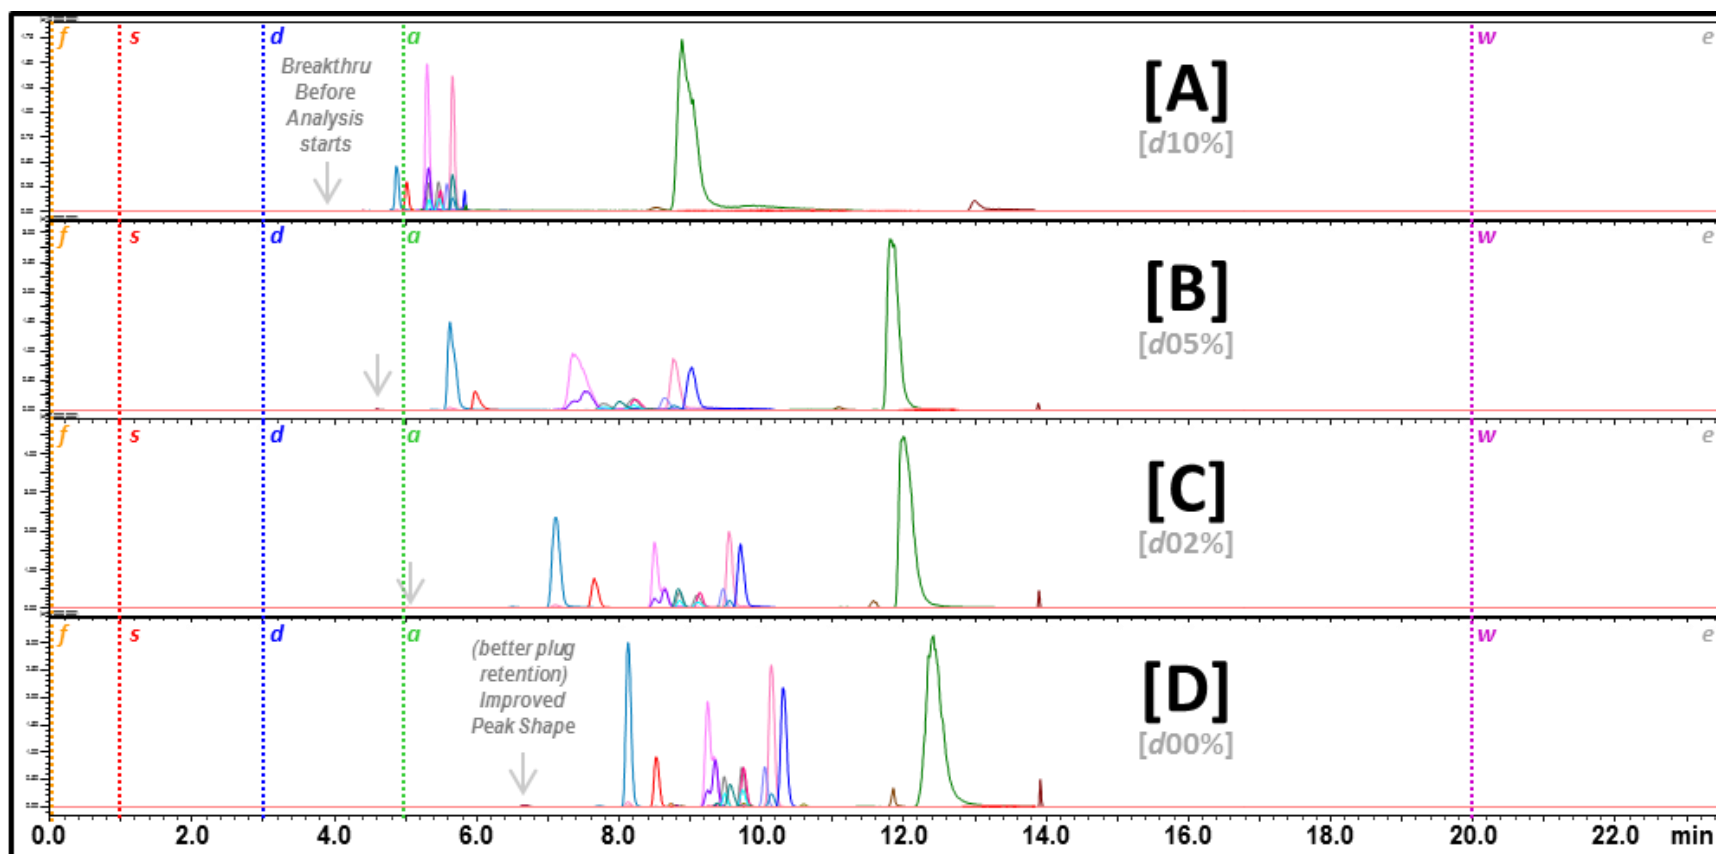 f s d a w e
Breakthru
Before
Analysis
starts
[A]
[d10%]
f s d a w e
[B]
[d05%]
f s d a w e
[C]
[d02%]
f s d a w e
(better plug
retention)
Improved
Peak Shape
[D]
[d00%]
0.0 2.0 4.0 6.0 8.0 10.0 12.0 14.0 16.0 18.0 20.0 22.0 min